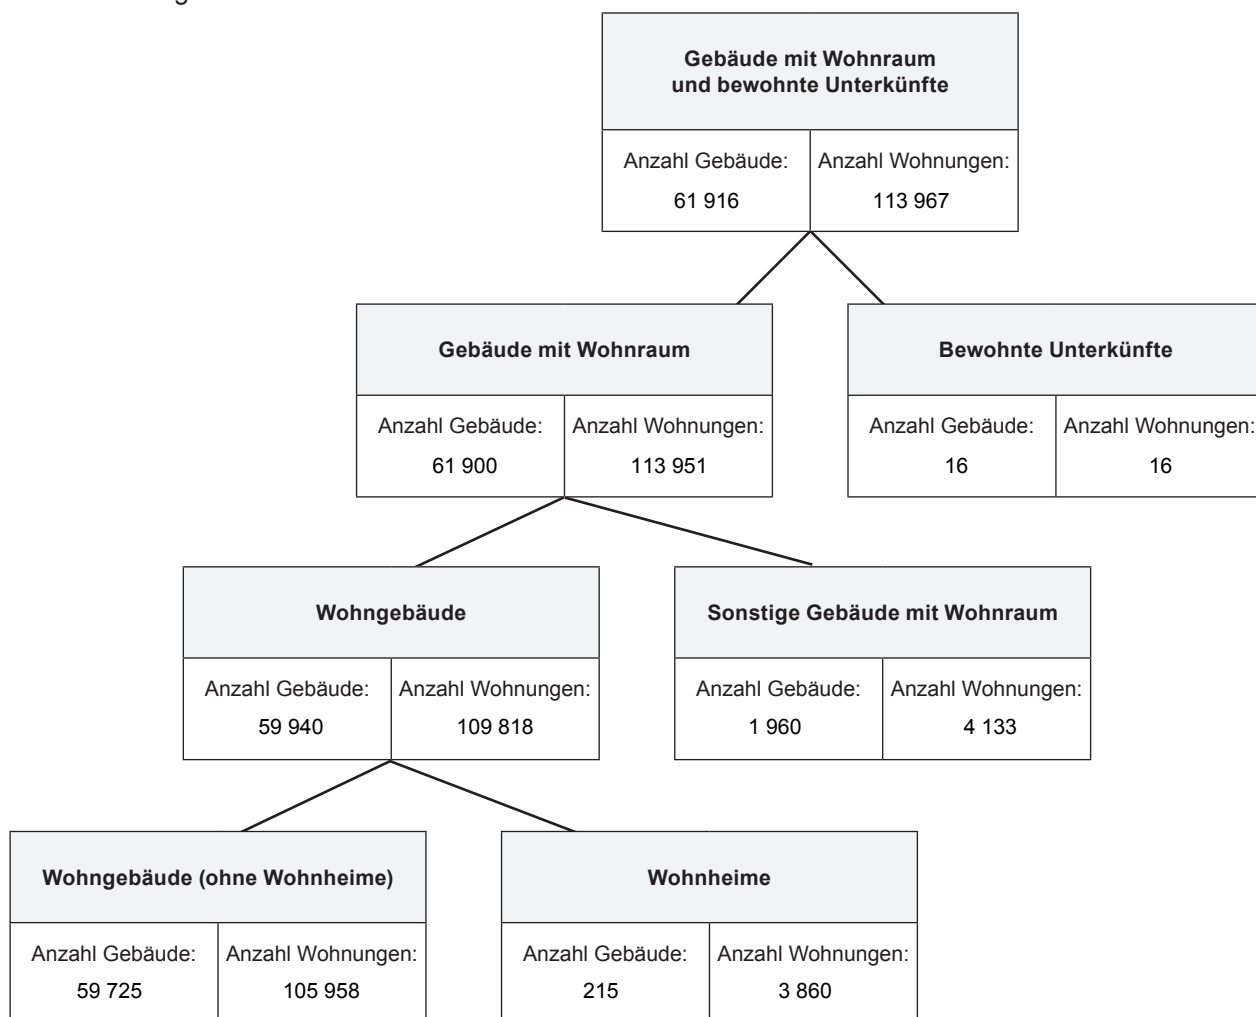 Gebäude mit Wohnraum
und bewohnte Unterkünfte
Anzahl Gebäude: Anzahl Wohnungen:
61 916 113 967
Gebäude mit Wohnraum Bewohnte Unterkünfte
Anzahl Gebäude: Anzahl Wohnungen: Anzahl Gebäude: Anzahl Wohnungen:
61 900 113 951 16 16
Wohngebäude Sonstige Gebäude mit Wohnraum
Anzahl Gebäude: Anzahl Wohnungen: Anzahl Gebäude: Anzahl Wohnungen:
59 940 109 818 1 960 4 133
Wohngebäude (ohne Wohnheime) Wohnheime
Anzahl Gebäude: Anzahl Wohnungen: Anzahl Gebäude: Anzahl Wohnungen:
59 725 105 958 215 3 860